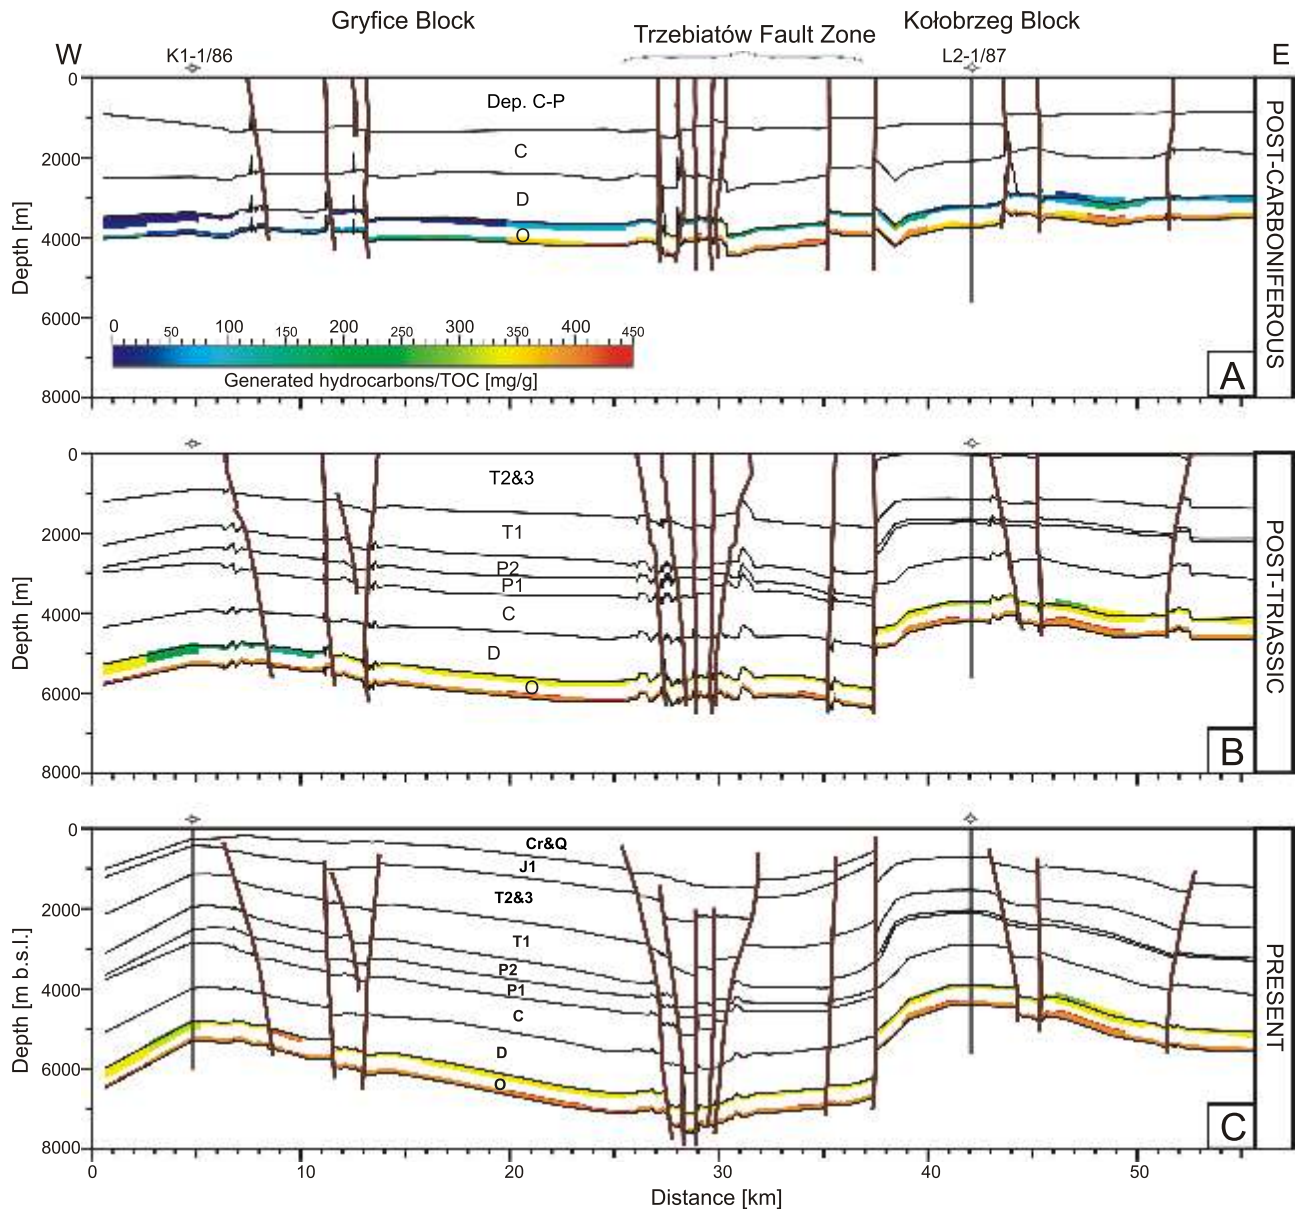 Gryfice Block
Trzebiatów Fault Zone
Kołobrzeg Block
W
K1-1/86
L2-1/87
E
0
2000
4000
6000
8000
Depth [m]
Dep. C-P
C
D
O
0 50 100 150 200 250 300 350 400 450
Generated hydrocarbons/TOC [mg/g]
POST-CARBONIFEROUS
A
0
2000
4000
6000
8000
Depth [m]
T2&3
T1
P2
P1
C
D
O
POST-TRIASSIC
B
0
2000
4000
6000
8000
Depth [m b.s.l.]
Cr&Q
J1
T2&3
T1
P2
P1
C
D
O
PRESENT
C
0 10 20 30 40 50
Distance [km]